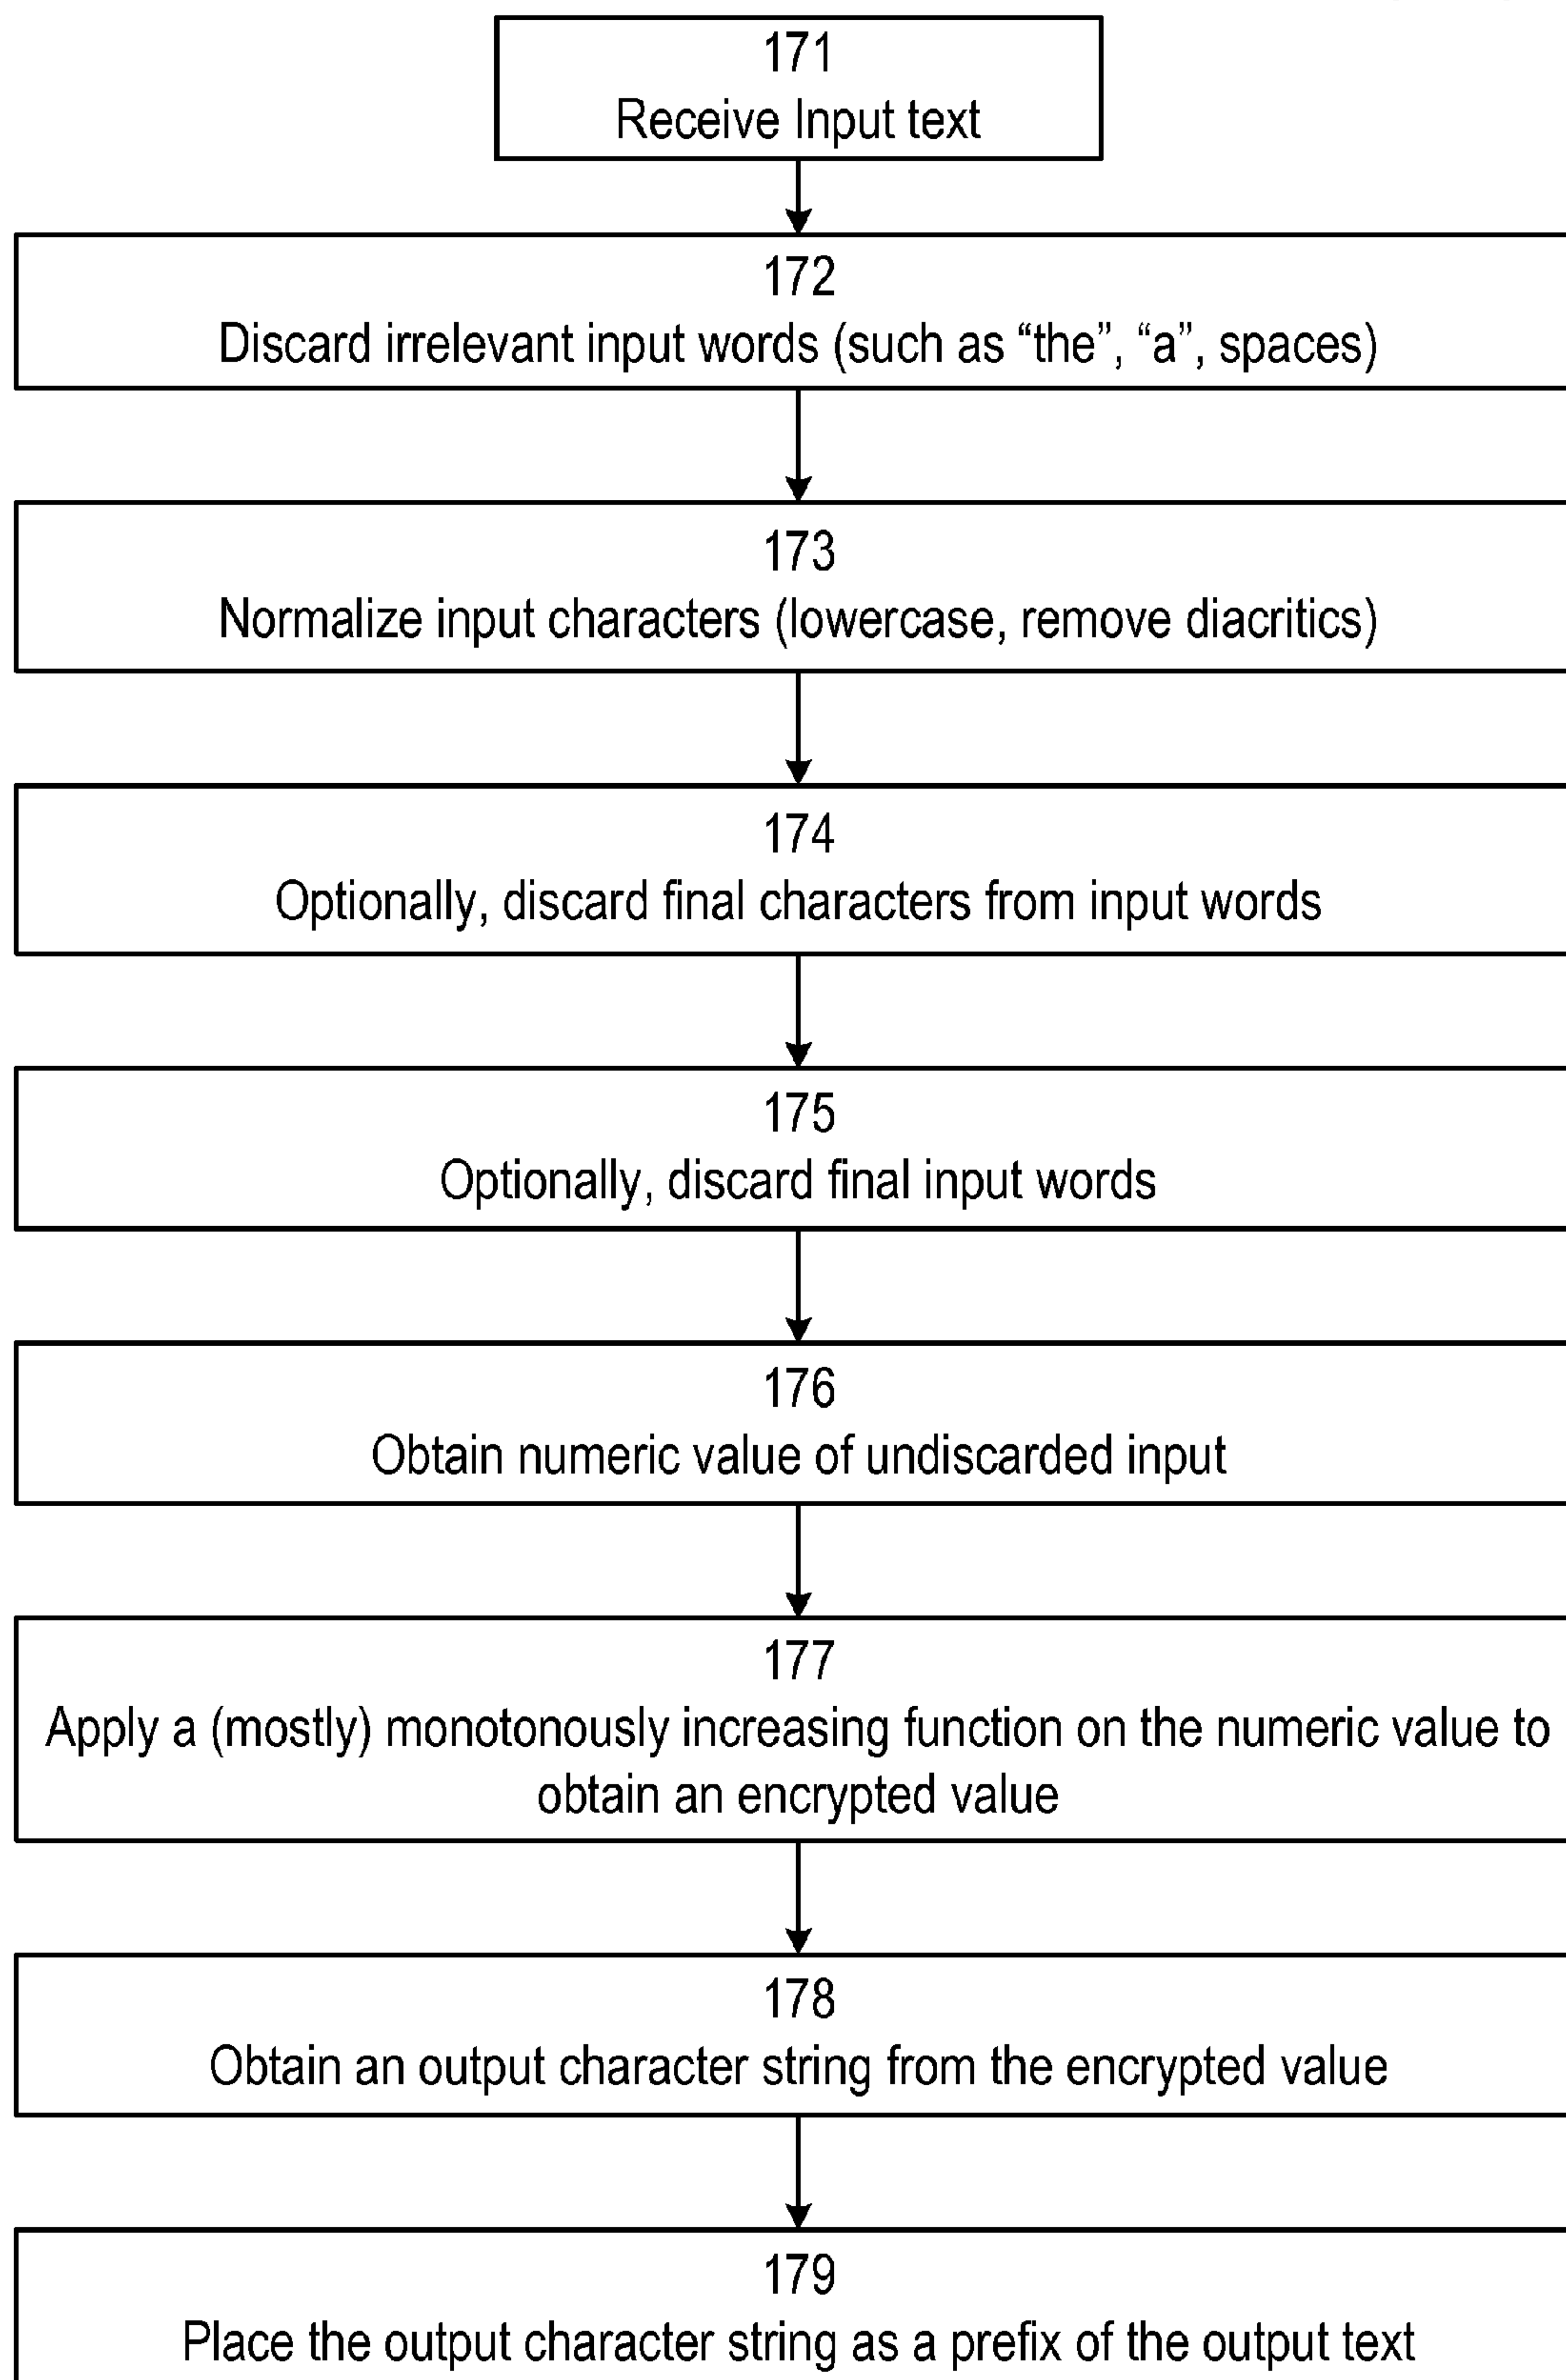 171
Receive Input text
172
Discard irrelevant input words (such as “the”, “a”, spaces)
173
Normalize input characters (lowercase, remove diacritics)
174
Optionally, discard final characters from input words
175
Optionally, discard final input words
176
Obtain numeric value of undiscarded input
177
Apply a (mostly) monotonously increasing function on the numeric value to
obtain an encrypted value
178
Obtain an output character string from the encrypted value
179
Place the output character string as a prefix of the output text